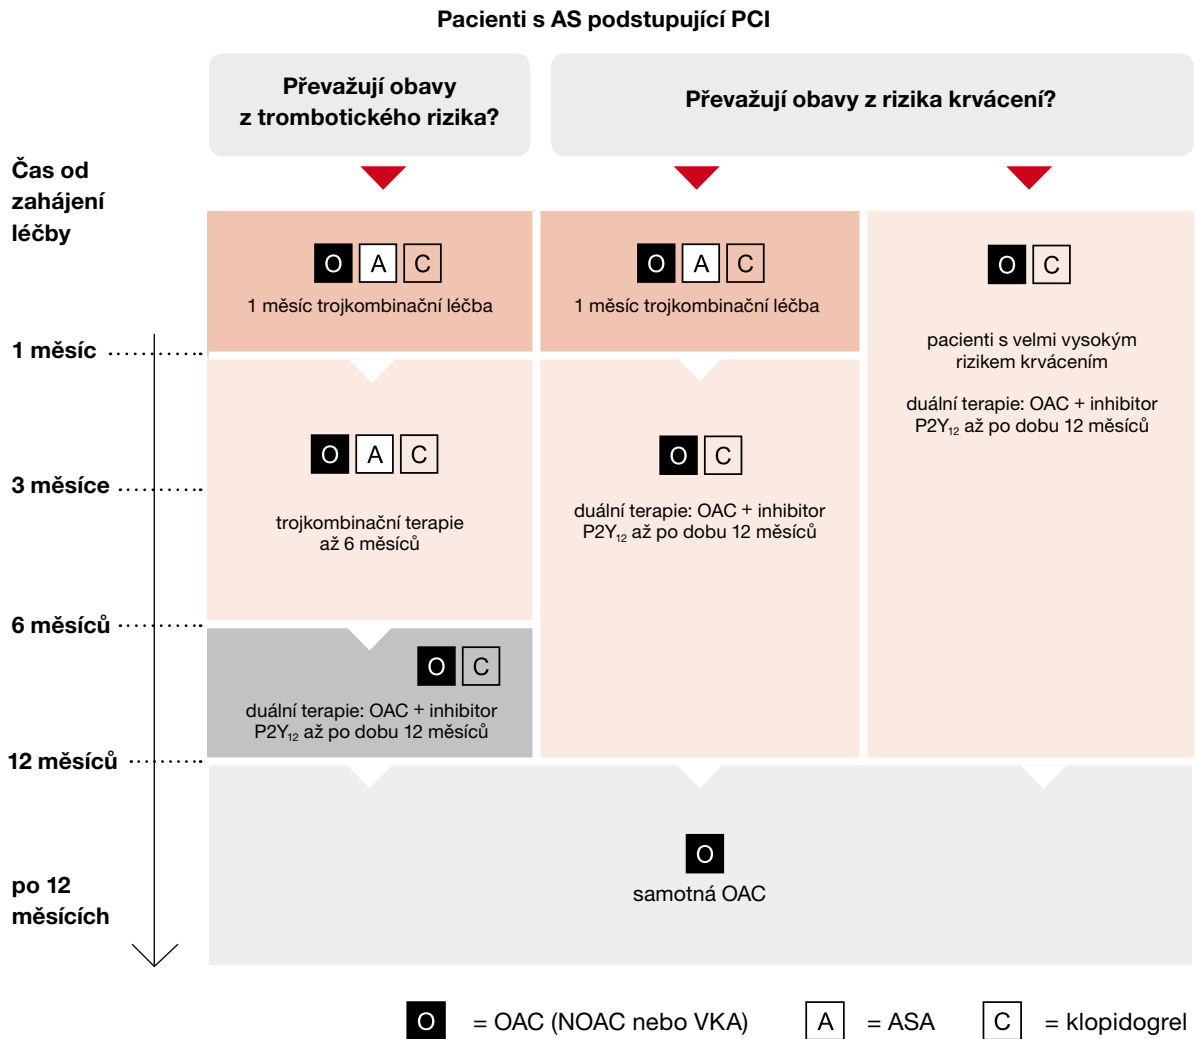 Pacienti s AS podstupující PCI
Převažují obavy
z trombotického rizika?
Převažují obavy z rizika krvácení?
Čas od
zahájení
léčby
O A C
1 měsíc trojkombinační léčba
O A C
1 měsíc trojkombinační léčba
O C
pacienti s velmi vysokým
rizikem krvácením
duální terapie: OAC + inhibitor
P2Y₁₂ až po dobu 12 měsíců
1 měsíc
O A C
trojkombinační terapie
až 6 měsíců
O C
duální terapie: OAC + inhibitor
P2Y₁₂ až po dobu 12 měsíců
3 měsíce
6 měsíců
O C
duální terapie: OAC + inhibitor
P2Y₁₂ až po dobu 12 měsíců
12 měsíců
O
samotná OAC
po 12
měsících
O = OAC (NOAC nebo VKA) A = ASA C = klopidogrel